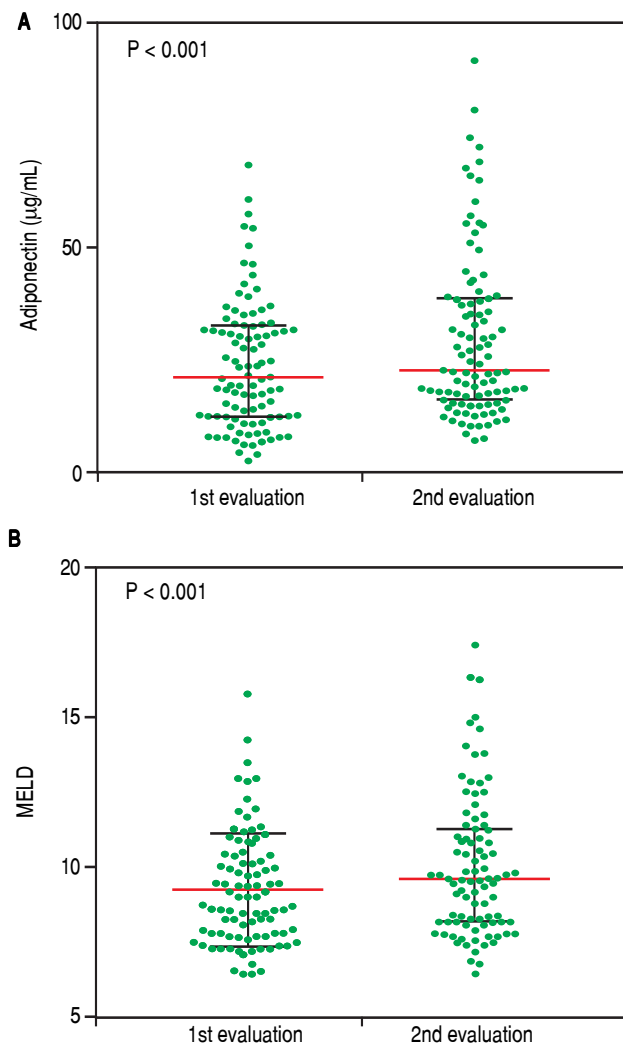 A
100
P < 0.001
Adiponectin (µg/mL)
50
0
1st evaluation
2nd evaluation
B
20
P < 0.001
15
MELD
10
5
1st evaluation
2nd evaluation